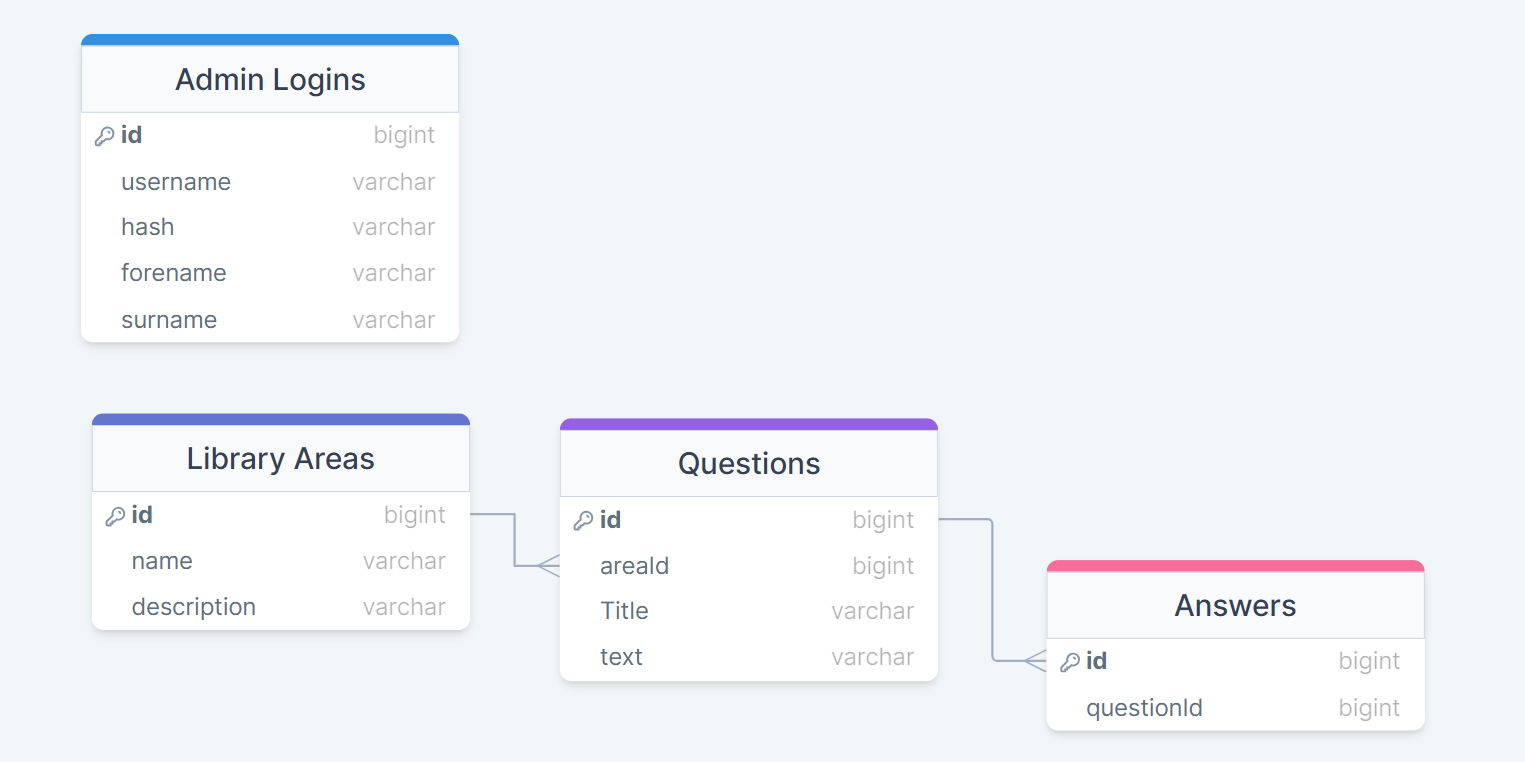 Admin Logins
id bigint
username varchar
hash varchar
forename varchar
surname varchar
Library Areas
id bigint
name varchar
description varchar
Questions
id bigint
areaId bigint
Title varchar
text varchar
Answers
id bigint
questionId bigint